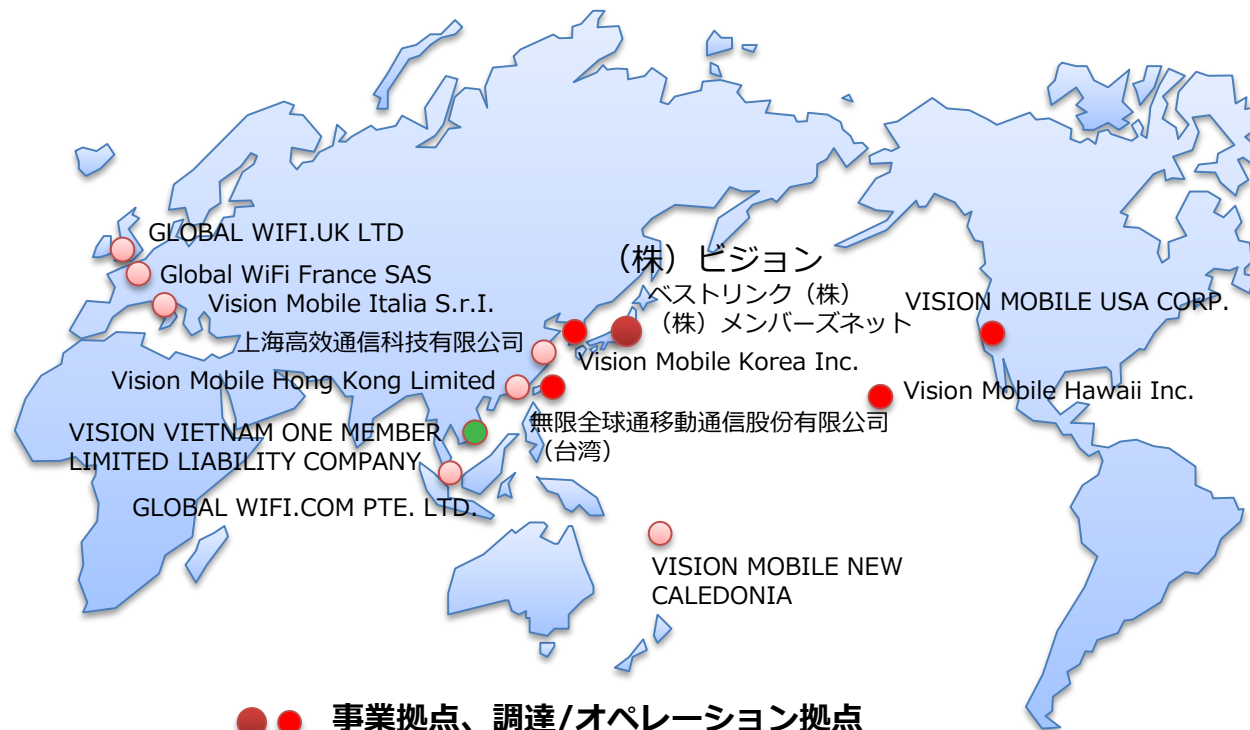 GLOBAL WIFI.UK LTD
Global WiFi France SAS
Vision Mobile Italia S.r.I.
上海高效通信科技有限公司
Vision Mobile Hong Kong Limited
VISION VIETNAM ONE MEMBER
LIMITED LIABILITY COMPANY
GLOBAL WIFI.COM PTE. LTD.
（株）ビジョン
ベストリンク（株）
（株）メンバーズネット
Vision Mobile Korea Inc.
無限全球通移動通信股份有限公司
（台湾）
VISION MOBILE USA CORP.
Vision Mobile Hawaii Inc.
VISION MOBILE NEW
CALEDONIA
事業拠点、調達/オペレーション拠点